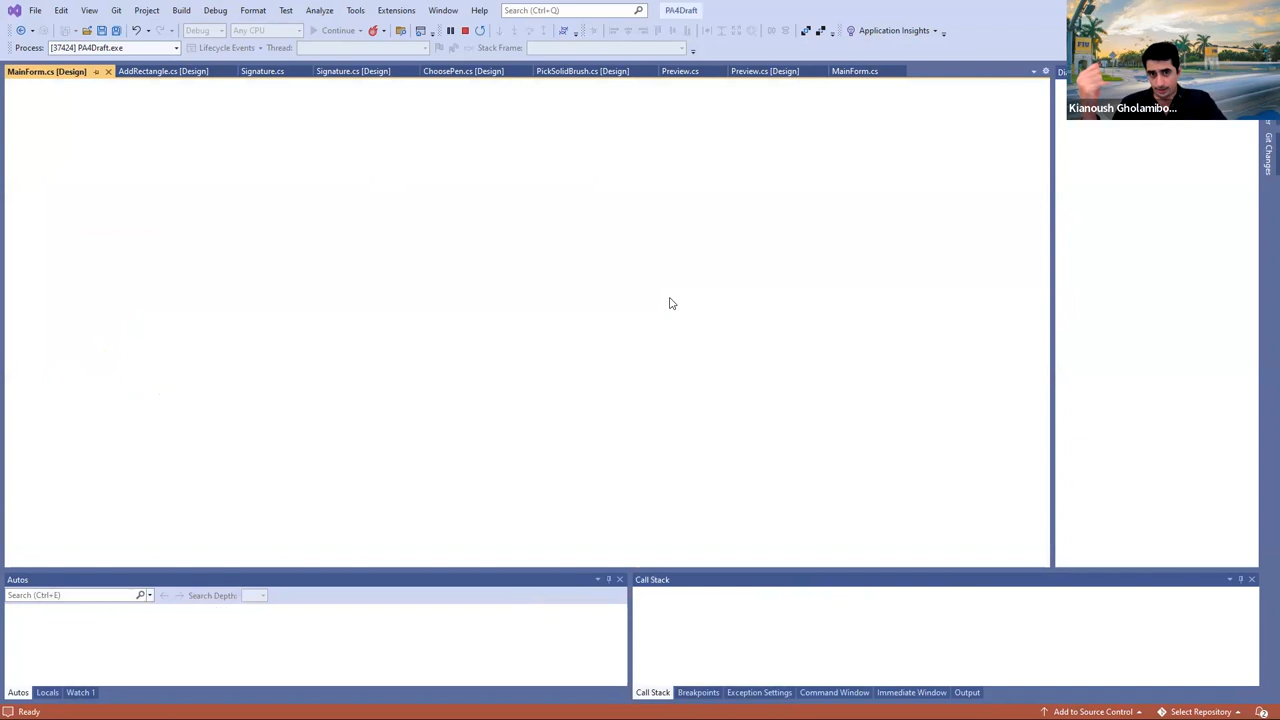 File Edit View Git Project Build Debug Format Test Analyze Tools Extensions Window Help Search (Ctrl+Q) PA4Draft
Debug Any CPU Continue Application Insights
Process: [37424] PA4Draft.exe Lifecycle Events Thread: Stack Frame:
MainForm.cs [Design] AddRectangle.cs [Design] Signature.cs Signature.cs [Design] ChoosePen.cs [Design] PickSolidBrush.cs [Design] Preview.cs Preview.cs [Design] MainForm.cs
FIU
Kianoush Gholamibo...
Git Changes
Autos Call Stack
Search (Ctrl+E) Search Depth:
Autos Locals Watch 1 Call Stack Breakpoints Exception Settings Command Window Immediate Window Output
Ready Add to Source Control Select Repository 2